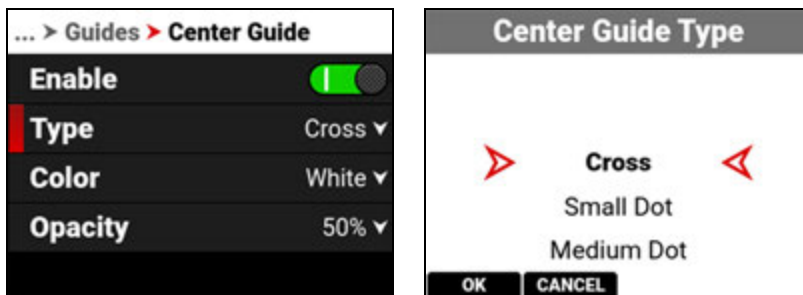 ... > Guides > Center Guide
Enable
Type Cross
Color White
Opacity 50%
Center Guide Type
Cross
Small Dot
Medium Dot
OK CANCEL